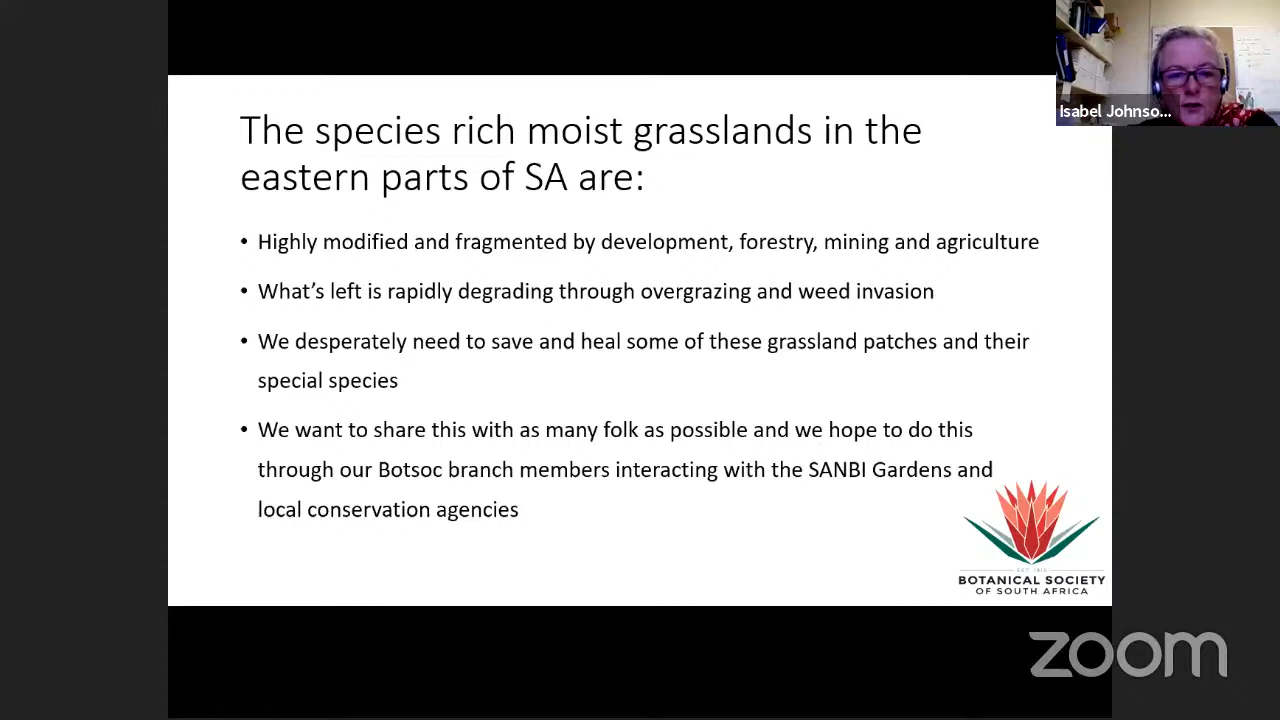 Isabel Johnso...
The species rich moist grasslands in the
eastern parts of SA are:
• Highly modified and fragmented by development, forestry, mining and agriculture
• What's left is rapidly degrading through overgrazing and weed invasion
• We desperately need to save and heal some of these grassland patches and their
special species
• We want to share this with as many folk as possible and we hope to do this
through our Botsoc branch members interacting with the SANBI Gardens and
local conservation agencies
BOTANICAL SOCIETY
OF SOUTH AFRICA
zoom